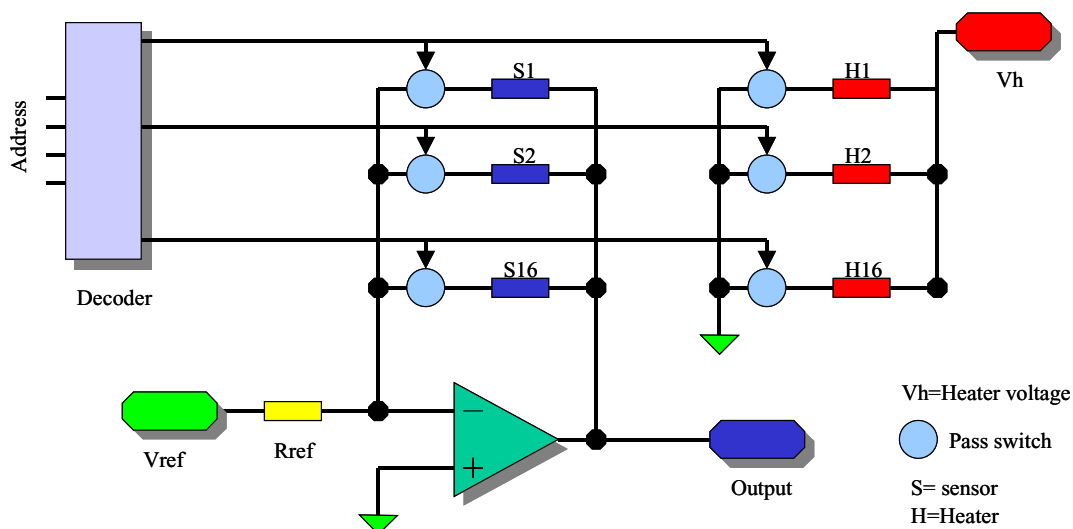 S1
H1
Vh
Address
S2
H2
S16
H16
Decoder
Vh=Heater voltage
Vref
Rref
Pass switch
Output
S= sensor
H=Heater